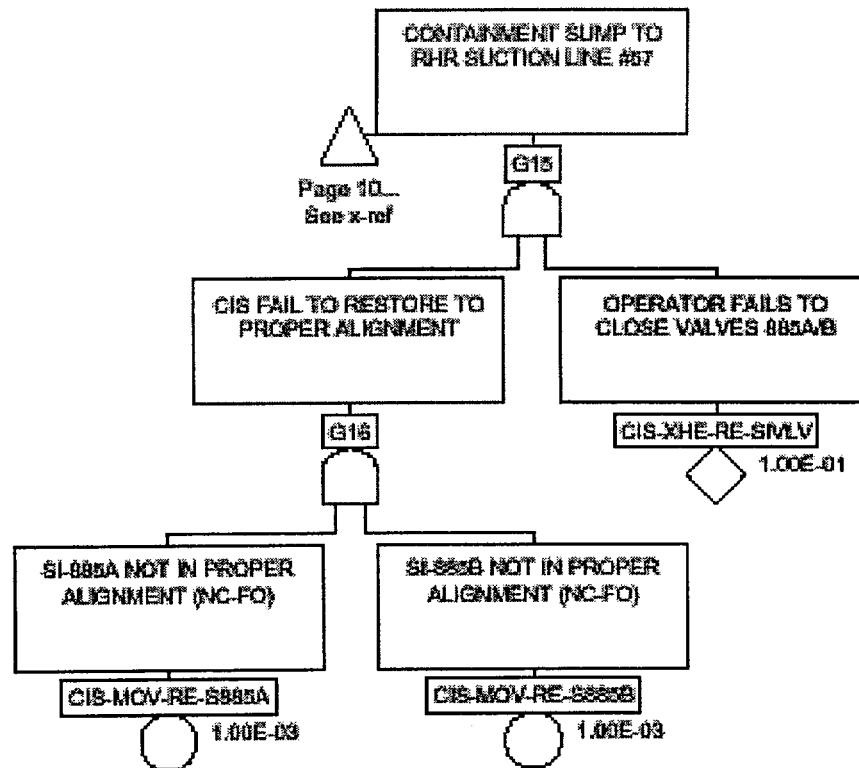 CONTAINMENT SUMP TO
RHR SUCTION LINE #57
G15
Page 10...
See x-ref
CIS FAIL TO RESTORE TO
PROPER ALIGNMENT
OPERATOR FAILS TO
CLOSE VALVES 885A/B
G16
CIS-XHE-RE-SIVLV
1.00E-01
SI-885A NOT IN PROPER
ALIGNMENT (NC-FO)
SI-885B NOT IN PROPER
ALIGNMENT (NC-FO)
CIS-MOV-RE-S885A
1.00E-03
CIS-MOV-RE-S885B
1.00E-03